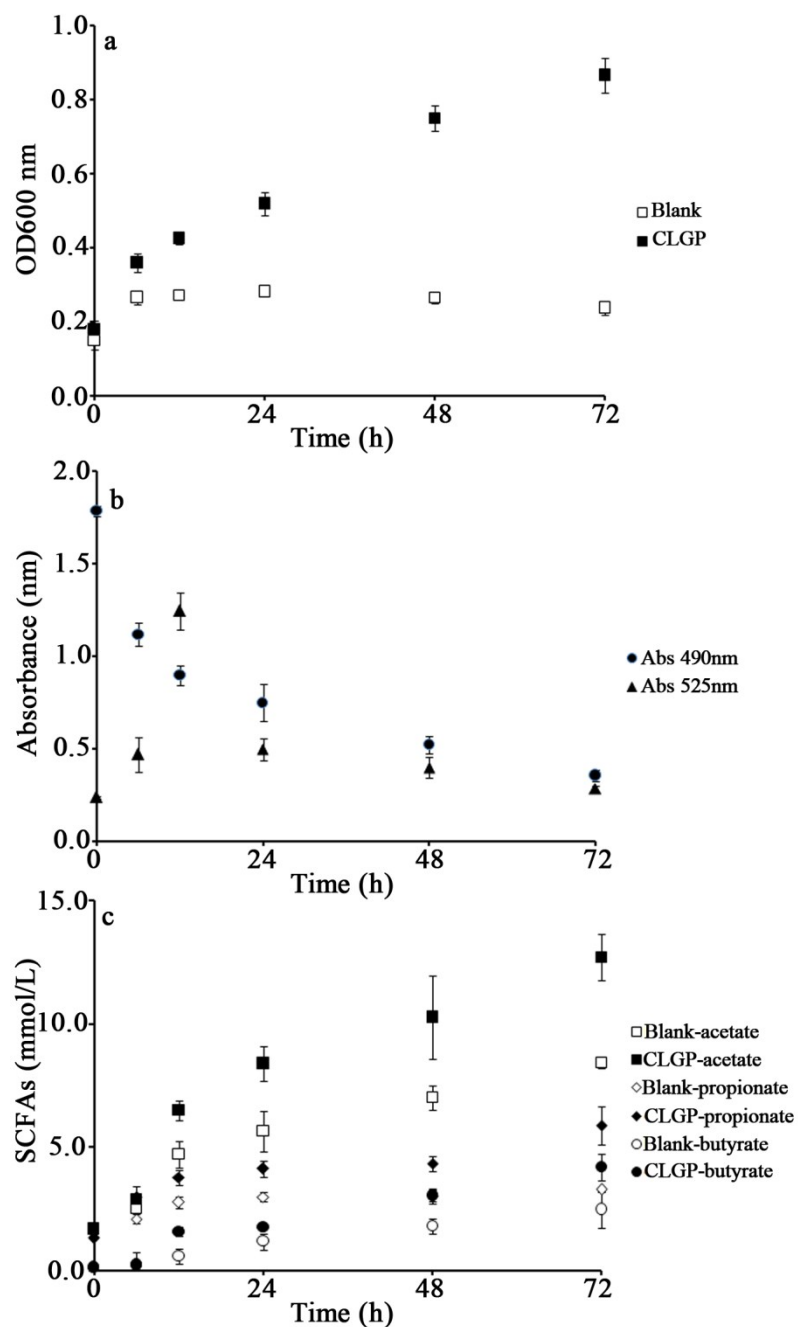 a
1.0
0.8
0.6
0.4
0.2
0.0
OD600 nm
0 24 48 72
Time (h)
Blank
CLGP
b
2.0
1.5
1.0
0.5
0.0
Absorbance (nm)
0 24 48 72
Time (h)
Abs 490nm
Abs 525nm
c
15.0
10.0
5.0
0.0
SCFAs (mmol/L)
0 24 48 72
Time (h)
Blank-acetate
CLGP-acetate
Blank-propionate
CLGP-propionate
Blank-butyrate
CLGP-butyrate